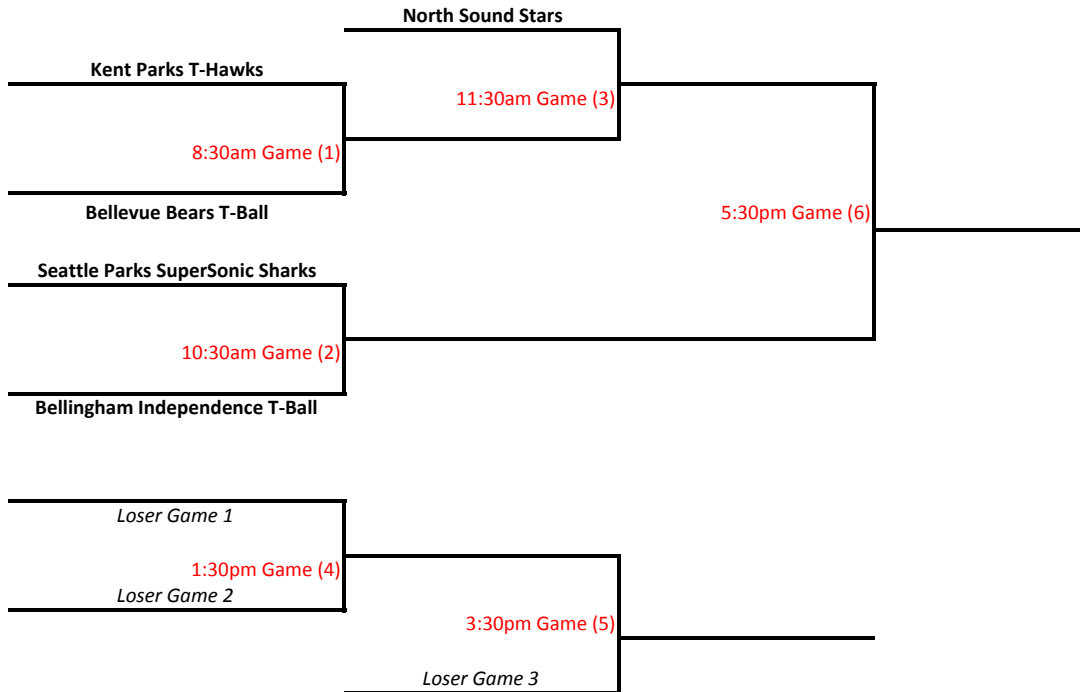 North Sound Stars
Kent Parks T-Hawks
11:30am Game (3)
8:30am Game (1)
Bellevue Bears T-Ball
5:30pm Game (6)
Seattle Parks SuperSonic Sharks
10:30am Game (2)
Bellingham Independence T-Ball
Loser Game 1
1:30pm Game (4)
Loser Game 2
3:30pm Game (5)
Loser Game 3